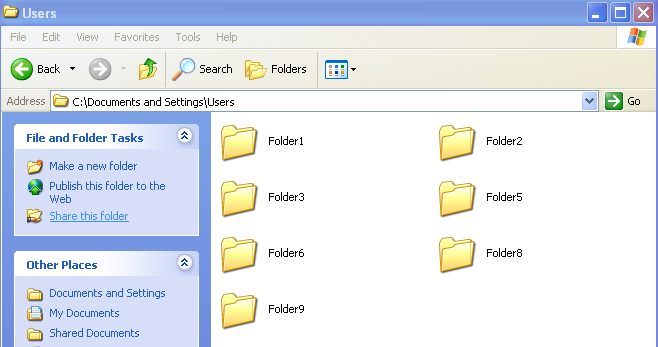 Users
File Edit View Favorites Tools Help
Back Search Folders
Address C:\Documents and Settings\Users Go
File and Folder Tasks
Make a new folder
Publish this folder to the
Web
Share this folder
Other Places
Documents and Settings
My Documents
Shared Documents
Folder1 Folder2
Folder3 Folder5
Folder6 Folder8
Folder9